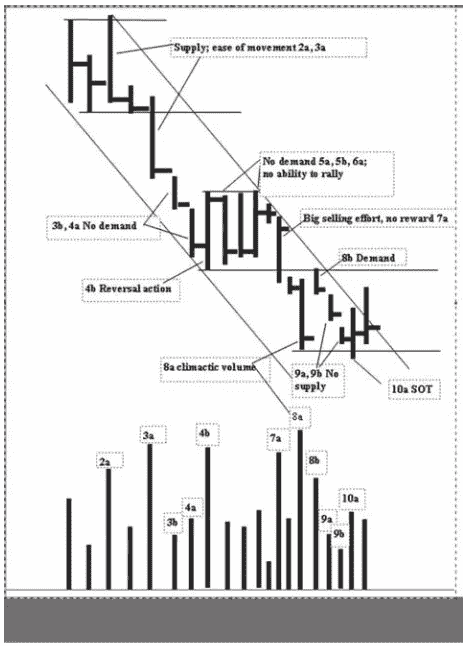 Supply; ease of movement 2a, 3a
No demand 5a, 5b, 6a;
no ability to rally
Big selling effort, no reward 7a
3b, 4a No demand
8b Demand
4b Reversal action
8a climactic volume
9a, 9b No
supply
10a SOT
8a
3a
4b
7a
2a
8b
4a
10a
3b
9a
9b